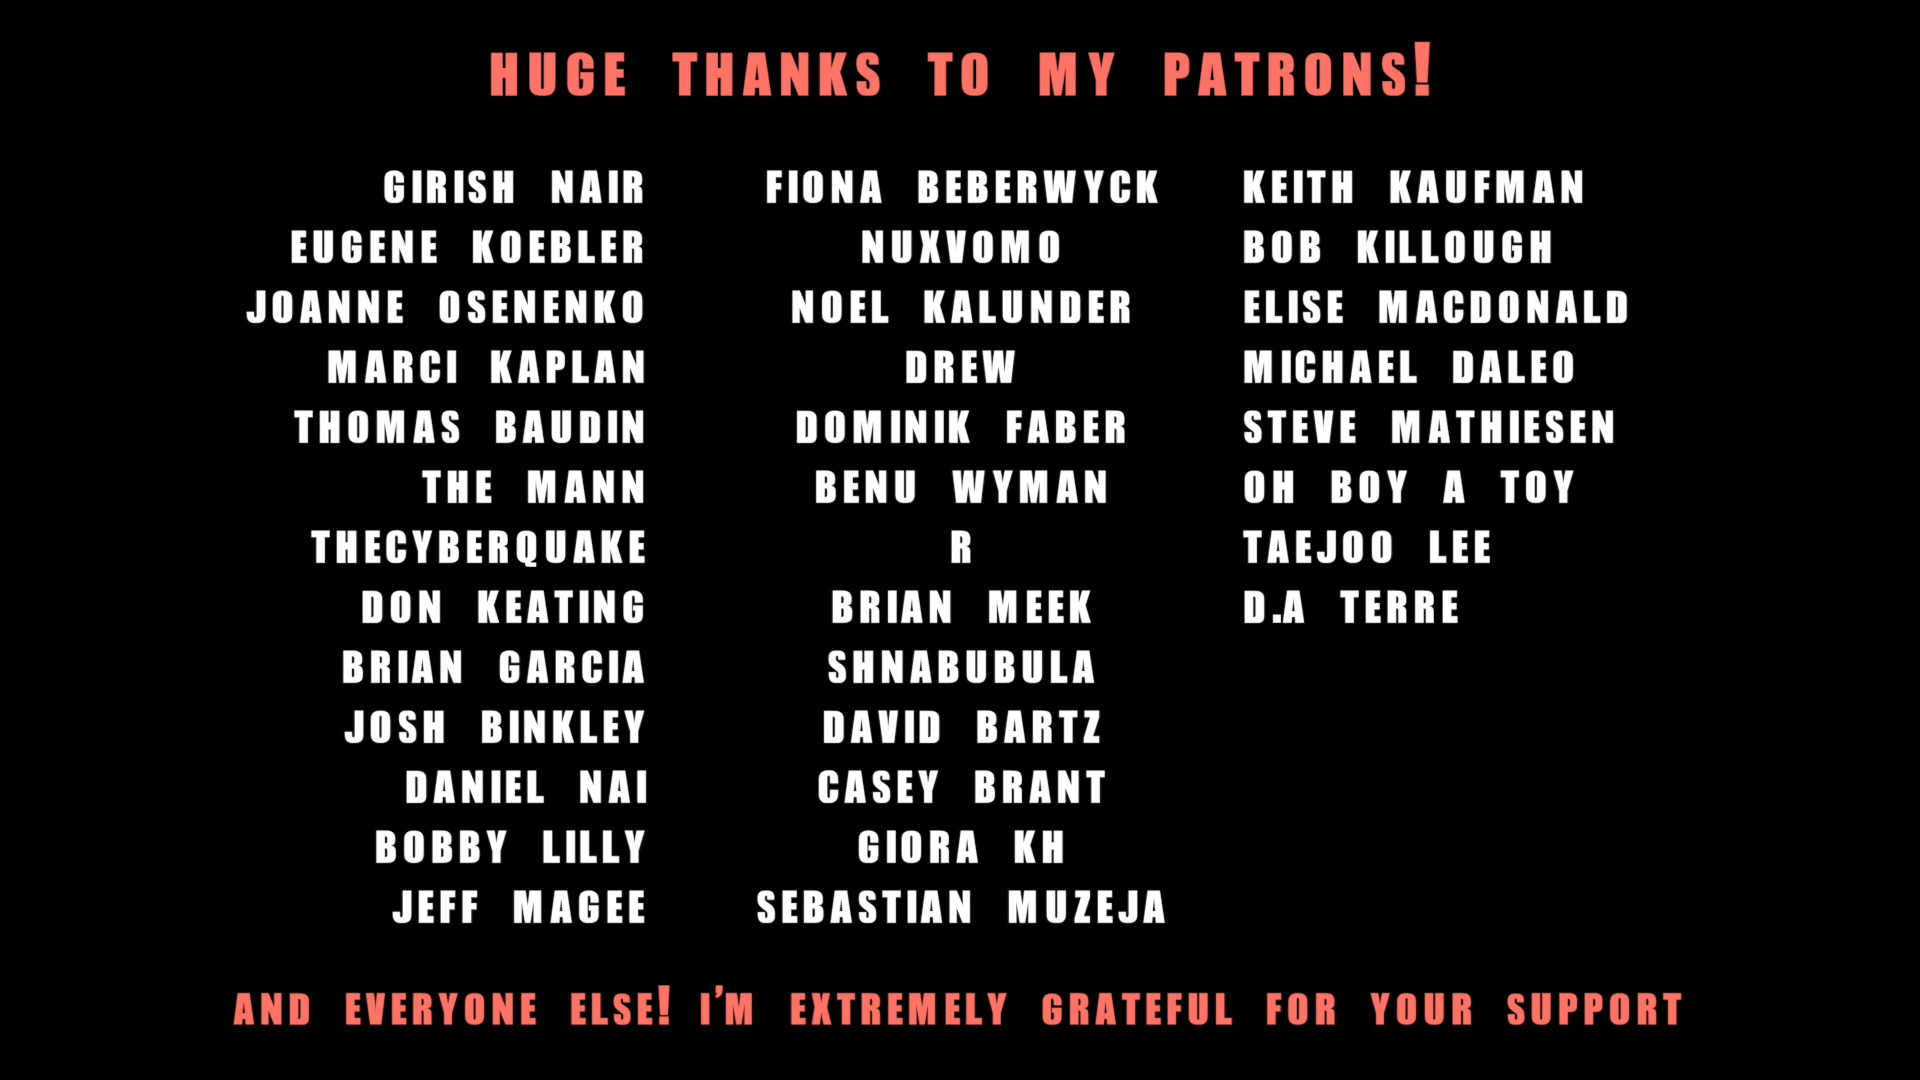 HUGE THANKS TO MY PATRONS!
GIRISH NAIR
EUGENE KOEBLER
JOANNE OSENENKO
MARCI KAPLAN
THOMAS BAUDIN
THE MANN
THECYBERQUAKE
DON KEATING
BRIAN GARCIA
JOSH BINKLEY
DANIEL NAI
BOBBY LILLY
JEFF MAGEE
FIONA BEBERWYCK
NUXVOMO
NOEL KALUNDER
DREW
DOMINIK FABER
BENU WYMAN
R
BRIAN MEEK
SHNABUBULA
DAVID BARTZ
CASEY BRANT
GIORA KH
SEBASTIAN MUZEJA
KEITH KAUFMAN
BOB KILLOUGH
ELISE MACDONALD
MICHAEL DALEO
STEVE MATHIESEN
OH BOY A TOY
TAEJOO LEE
D.A TERRE
AND EVERYONE ELSE! I'M EXTREMELY GRATEFUL FOR YOUR SUPPORT